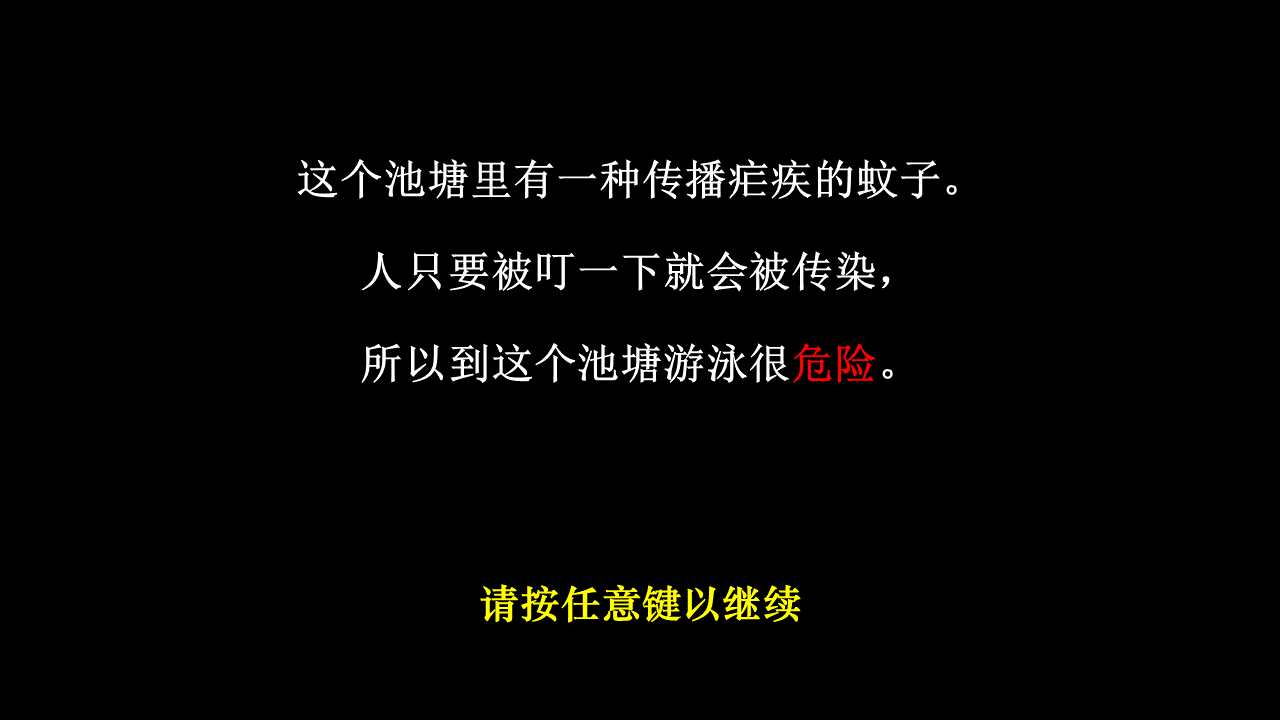 这个池塘里有一种传播疟疾的蚊子。
人只要被叮一下就会被传染，
所以到这个池塘游泳很危险。
请按任意键以继续